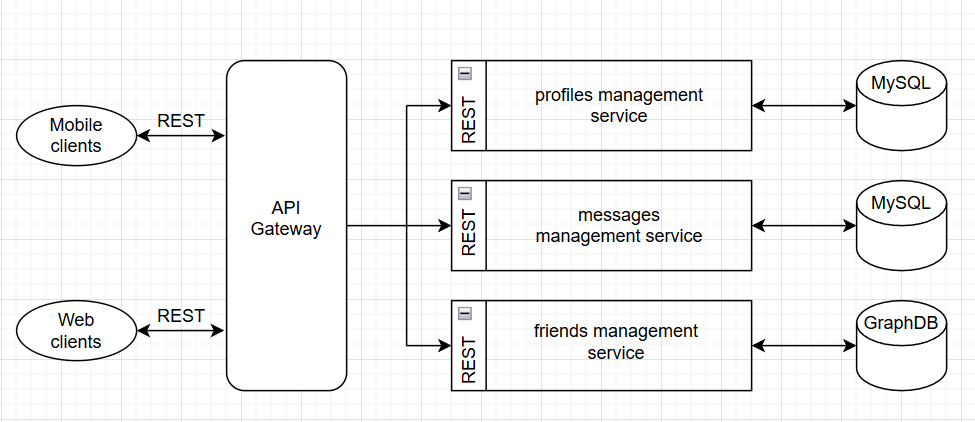 Mobile
clients
REST
Web
clients
REST
API
Gateway
REST
profiles management
service
MySQL
REST
messages
management service
MySQL
REST
friends management
service
GraphDB